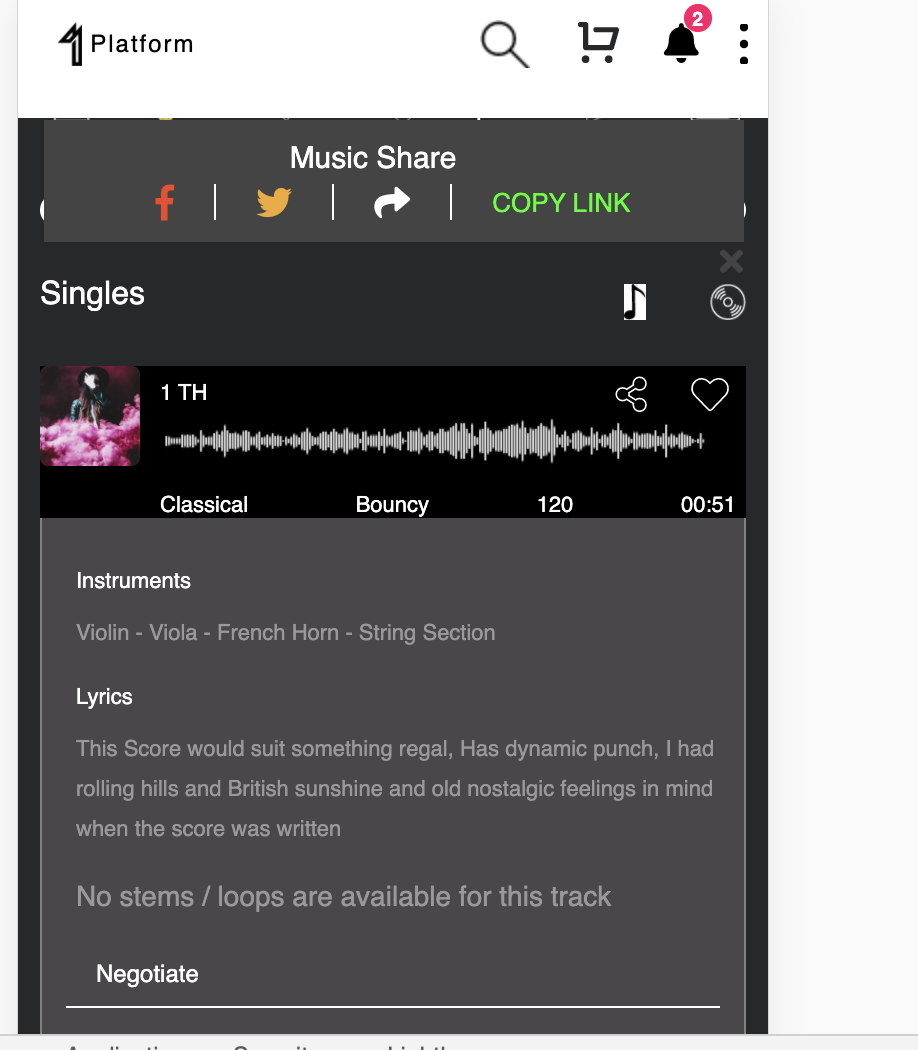 Platform
2
Music Share
COPY LINK
Singles
1 TH
Classical Bouncy 120 00:51
Instruments
Violin - Viola - French Horn - String Section
Lyrics
This Score would suit something regal, Has dynamic punch, I had
rolling hills and British sunshine and old nostalgic feelings in mind
when the score was written
No stems / loops are available for this track
Negotiate